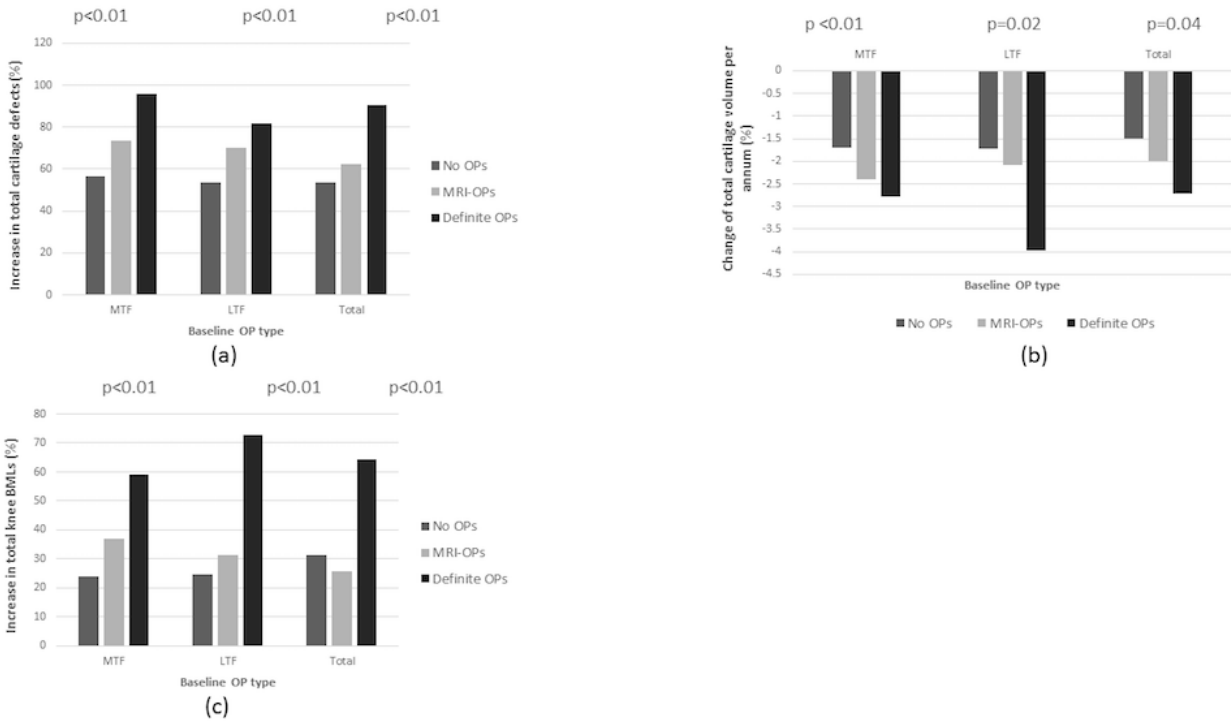 p<0.01 p<0.01 p<0.01
Increase in total cartilage defects (%)
120
100
80
60
40
20
0
MTF LTF Total
Baseline OP type
No OPs
MRI-OPs
Definite OPs
(a)
p <0.01 p=0.02 p=0.04
MTF LTF Total
Change of total cartilage volume per
annum (%)
0
-0.5
-1
-1.5
-2
-2.5
-3
-3.5
-4
-4.5
Baseline OP type
No OPs MRI-OPs Definite OPs
(b)
p<0.01 p<0.01 p<0.01
Increase in total knee BMLs (%)
80
70
60
50
40
30
20
10
0
MTF LTF Total
Baseline OP type
No OPs
MRI-OPs
Definite OPs
(c)